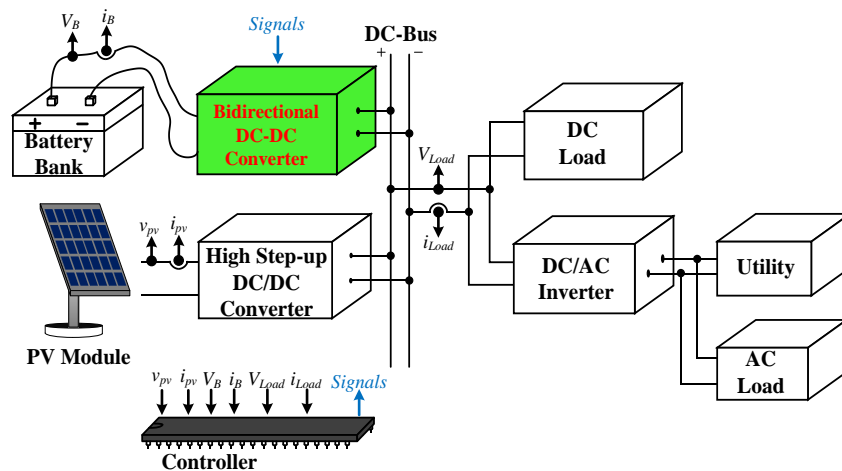 V_B
i_B
Signals
DC-Bus
+
−
Bidirectional
DC-DC
Converter
+
−
Battery
Bank
DC
Load
V_Load
i_Load
v_pv
i_pv
High Step-up
DC/DC
Converter
DC/AC
Inverter
Utility
PV Module
AC
Load
v_pv i_pv V_B i_B V_Load i_Load Signals
Controller